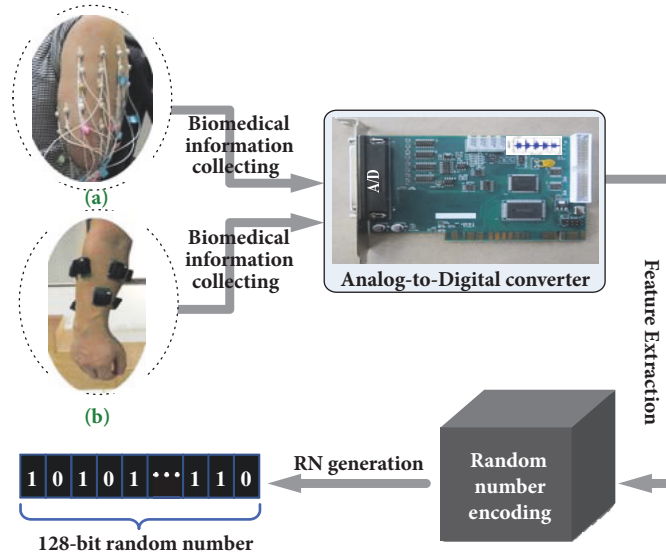 (a)
Biomedical
information
collecting
A/D
Analog-to-Digital converter
(b)
Biomedical
information
collecting
Feature Extraction
Random
number
encoding
RN generation
1 0 1 0 1 ··· 1 1 0
128-bit random number